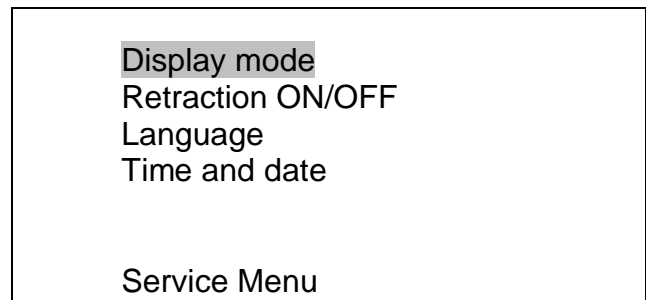 Display mode
Retraction ON/OFF
Language
Time and date
Service Menu